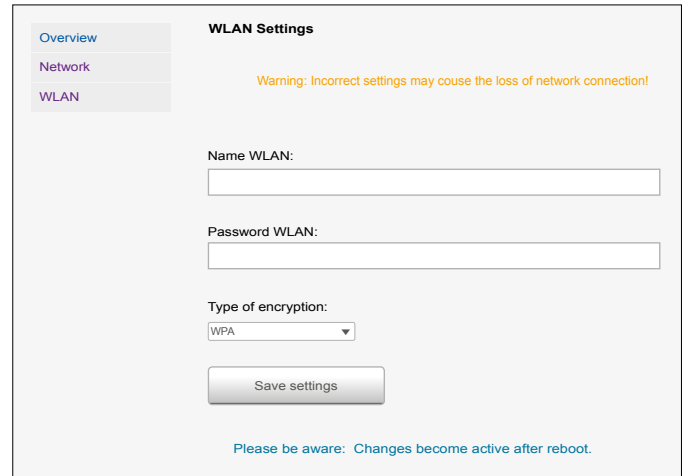 Overview
Network
WLAN
WLAN Settings
Warning: Incorrect settings may couse the loss of network connection!
Name WLAN:
Password WLAN:
Type of encryption:
WPA
Save settings
Please be aware: Changes become active after reboot.